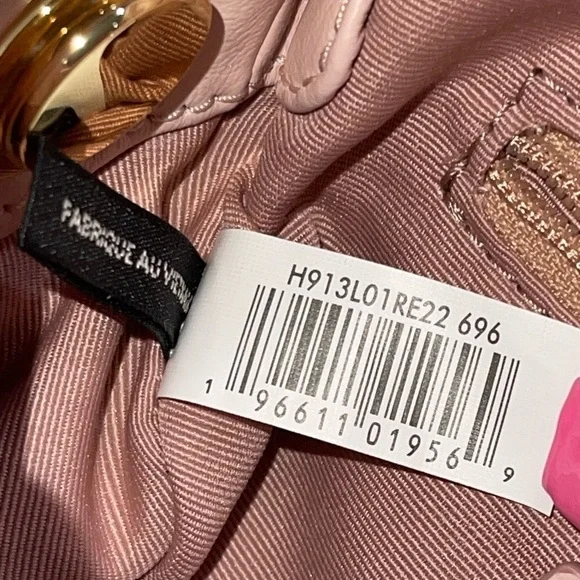 FABRIQUE AU VIETNAM
H913L01RE22 696
1 96611 01956 9